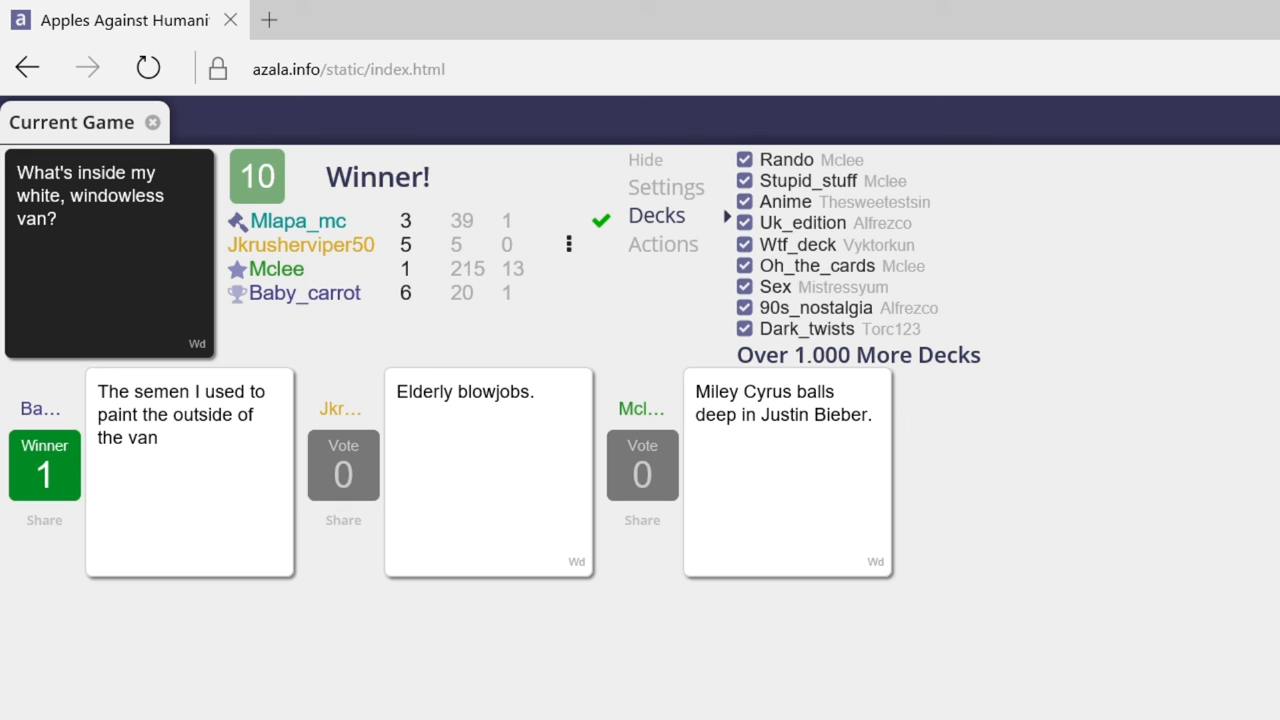 Apples Against Humani
azala.info/static/index.html
Current Game
What's inside my
white, windowless
van?
Wd
10
Winner!
Mlapa_mc 3 39 1
Jkrusherviper50 5 5 0
Mclee 1 215 13
Baby_carrot 6 20 1
Hide
Settings
Decks
Actions
Rando Mclee
Stupid_stuff Mclee
Anime Thesweetestsin
Uk_edition Alfrezco
Wtf_deck Vyktorkun
Oh_the_cards Mclee
Sex Mistressyum
90s_nostalgia Alfrezco
Dark_twists Torc123
Over 1,000 More Decks
Ba...
Winner
1
Share
The semen I used to
paint the outside of
the van
Jkr...
Vote
0
Share
Elderly blowjobs.
Wd
Mcl...
Vote
0
Share
Miley Cyrus balls
deep in Justin Bieber.
Wd